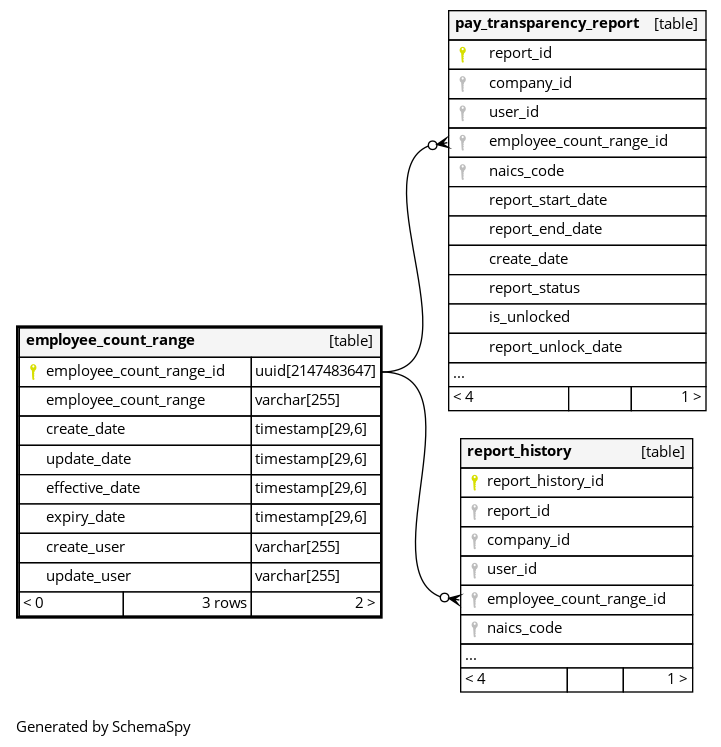 pay_transparency_report [table]
report_id
company_id
user_id
employee_count_range_id
naics_code
report_start_date
report_end_date
create_date
report_status
is_unlocked
report_unlock_date
...
< 4 1 >
employee_count_range [table]
employee_count_range_id uuid[2147483647]
employee_count_range varchar[255]
create_date timestamp[29,6]
update_date timestamp[29,6]
effective_date timestamp[29,6]
expiry_date timestamp[29,6]
create_user varchar[255]
update_user varchar[255]
< 0 3 rows 2 >
report_history [table]
report_history_id
report_id
company_id
user_id
employee_count_range_id
naics_code
...
< 4 1 >
Generated by SchemaSpy